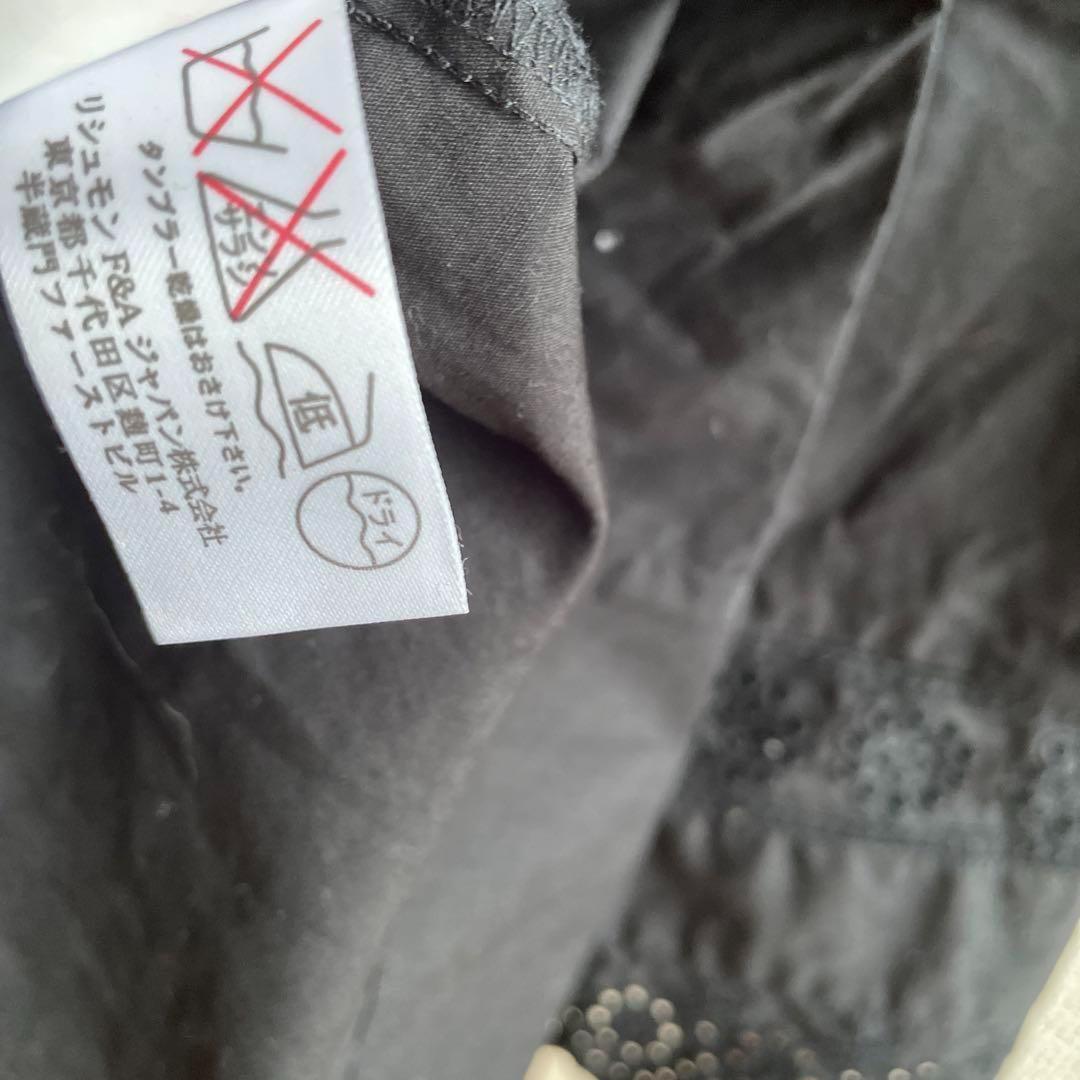 エンソ
サラシ
低
ドライ
タンブラー乾燥はおさけ下さい。
リシュモン F&A ジャパン株式会社
東京都千代田区麹町1-4
半蔵門ファーストビル